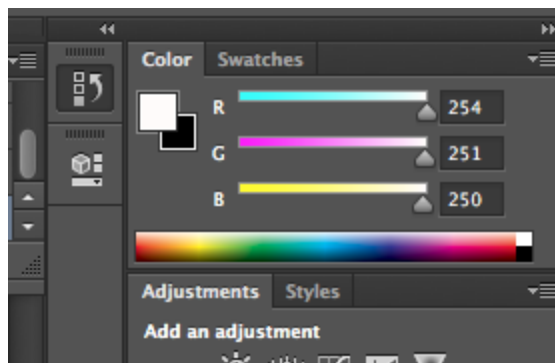 Color Swatches
R 254
G 251
B 250
Adjustments Styles
Add an adjustment